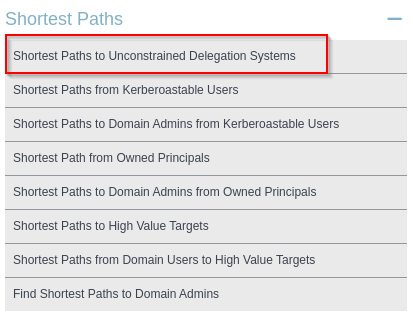 Shortest Paths
Shortest Paths to Unconstrained Delegation Systems
Shortest Paths from Kerberoastable Users
Shortest Paths to Domain Admins from Kerberoastable Users
Shortest Path from Owned Principals
Shortest Paths to Domain Admins from Owned Principals
Shortest Paths to High Value Targets
Shortest Paths from Domain Users to High Value Targets
Find Shortest Paths to Domain Admins